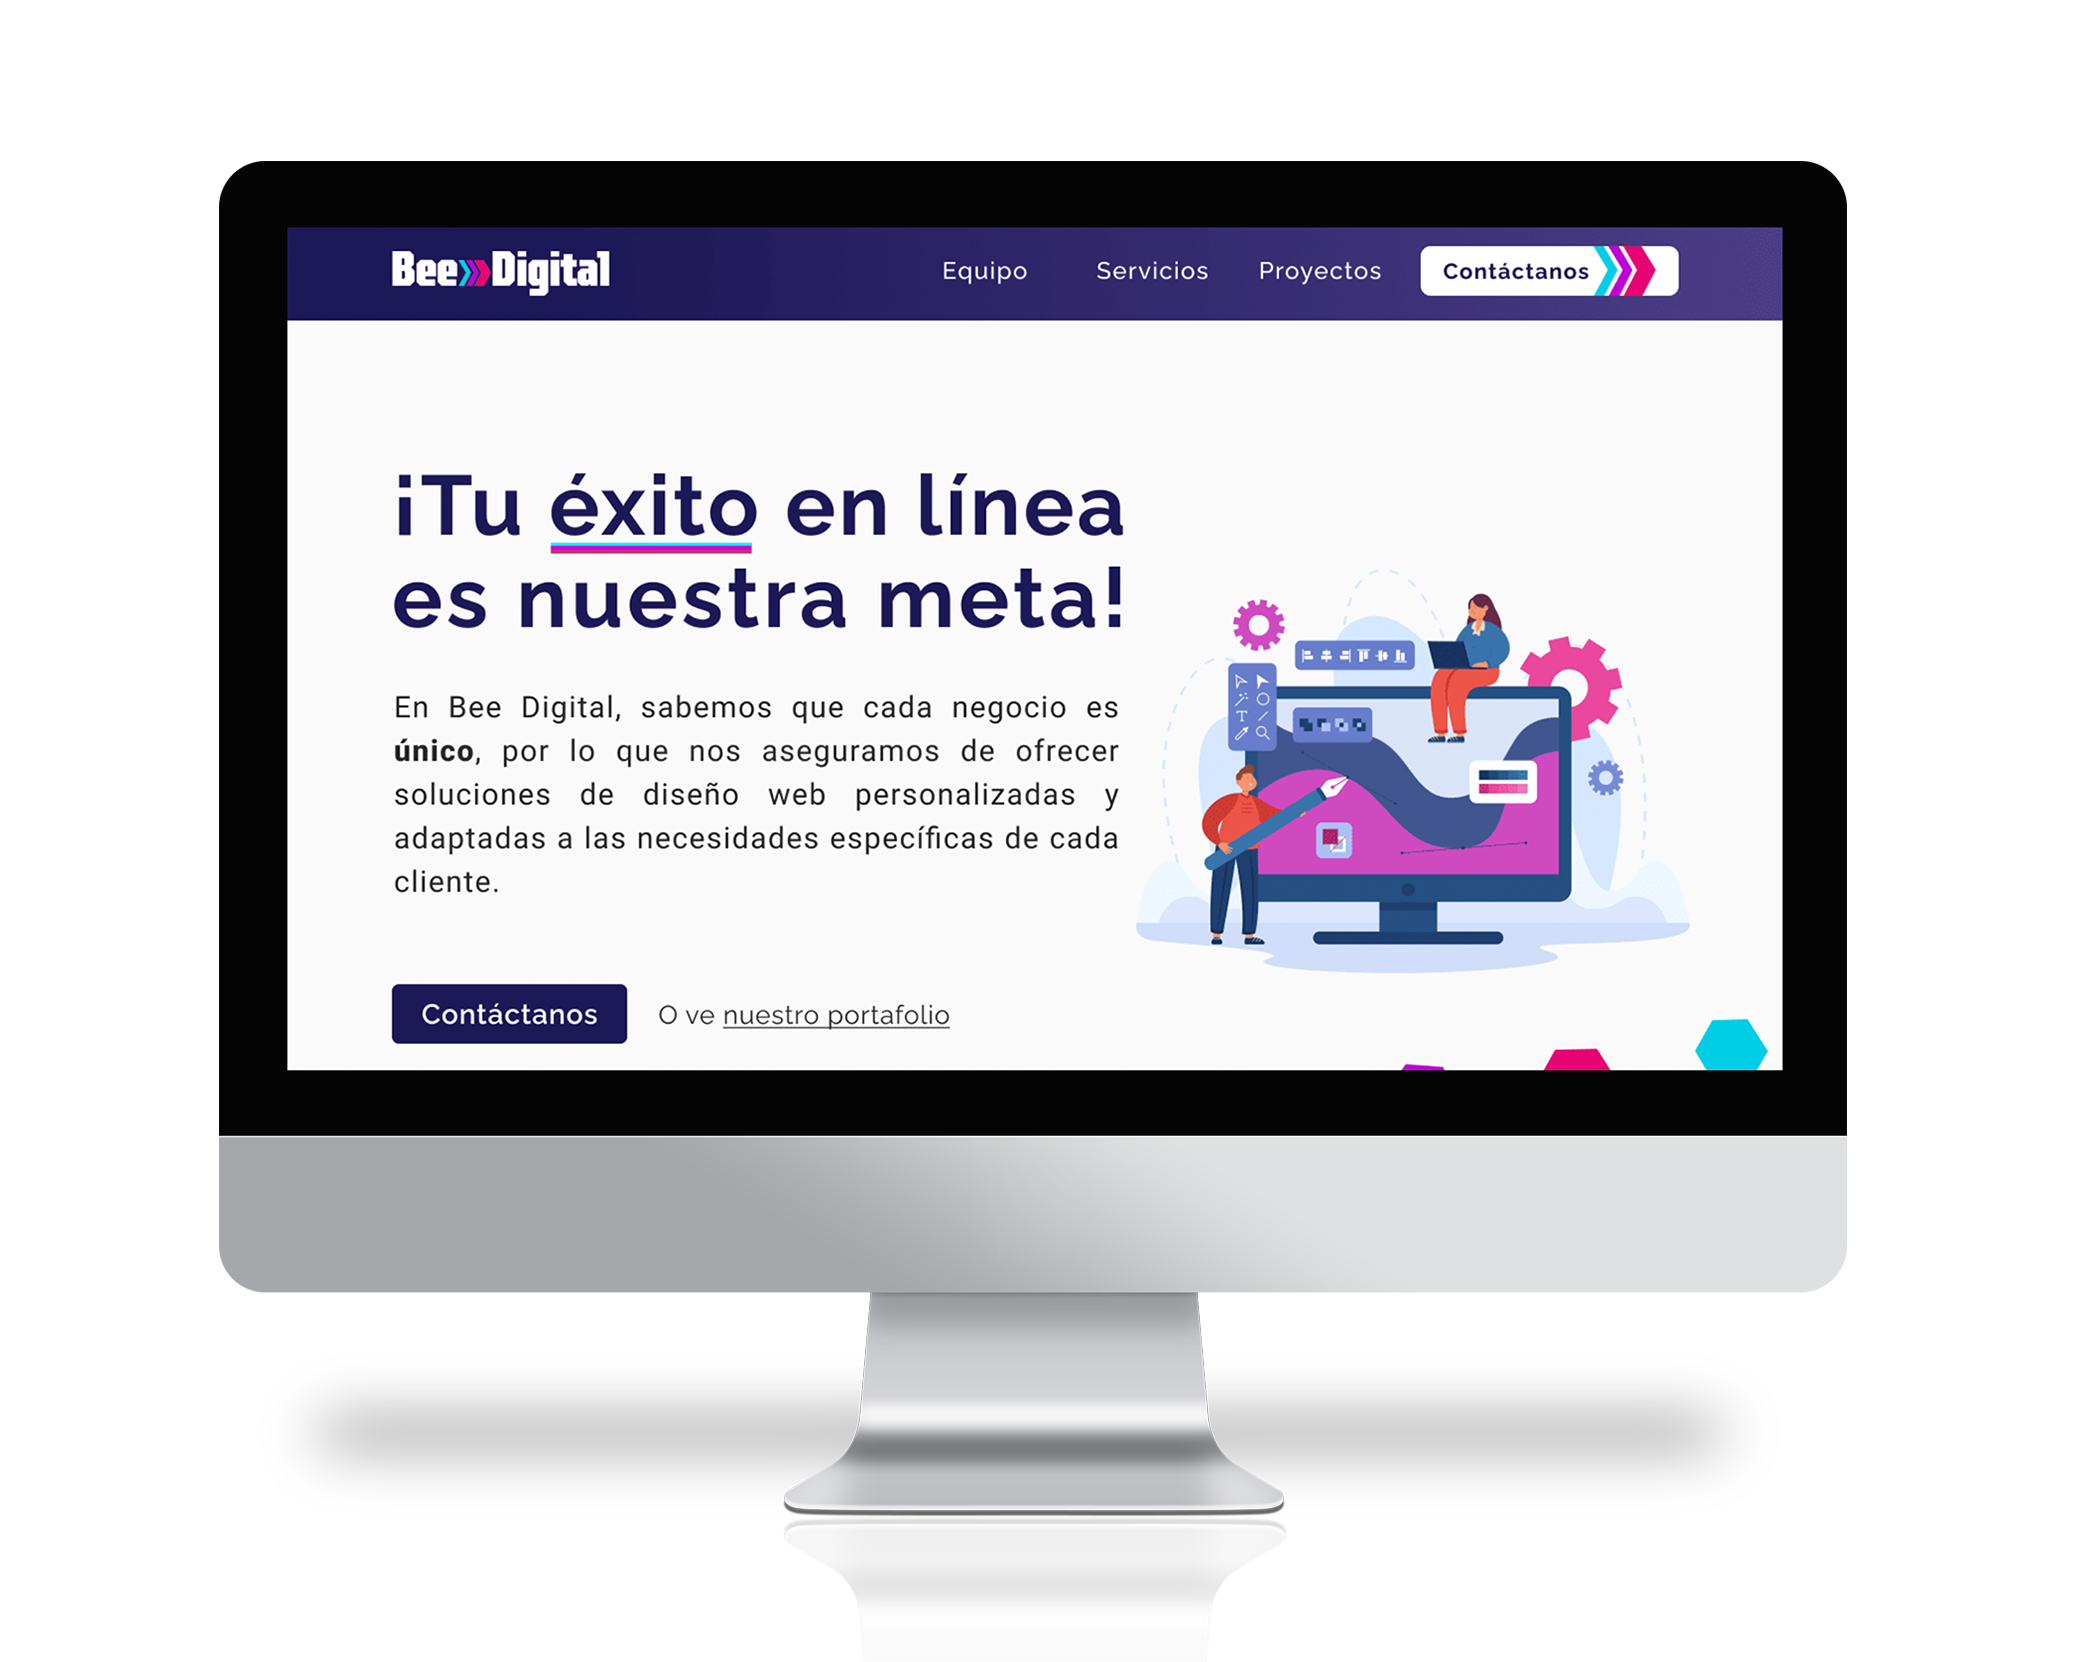 Bee Digital
Equipo
Servicios
Proyectos
Contáctanos
¡Tu éxito en línea
es nuestra meta!
En Bee Digital, sabemos que cada negocio es
único, por lo que nos aseguramos de ofrecer
soluciones de diseño web personalizadas y
adaptadas a las necesidades específicas de cada
cliente.
Contáctanos
O ve nuestro portafolio